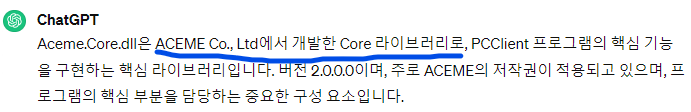 ChatGPT
Aceme.Core.dll은 ACEME Co., Ltd에서 개발한 Core 라이브러리로, PCClient 프로그램의 핵심 기능
을 구현하는 핵심 라이브러리입니다. 버전 2.0.0.0이며, 주로 ACEME의 저작권이 적용되고 있으며, 프
로그램의 핵심 부분을 담당하는 중요한 구성 요소입니다.